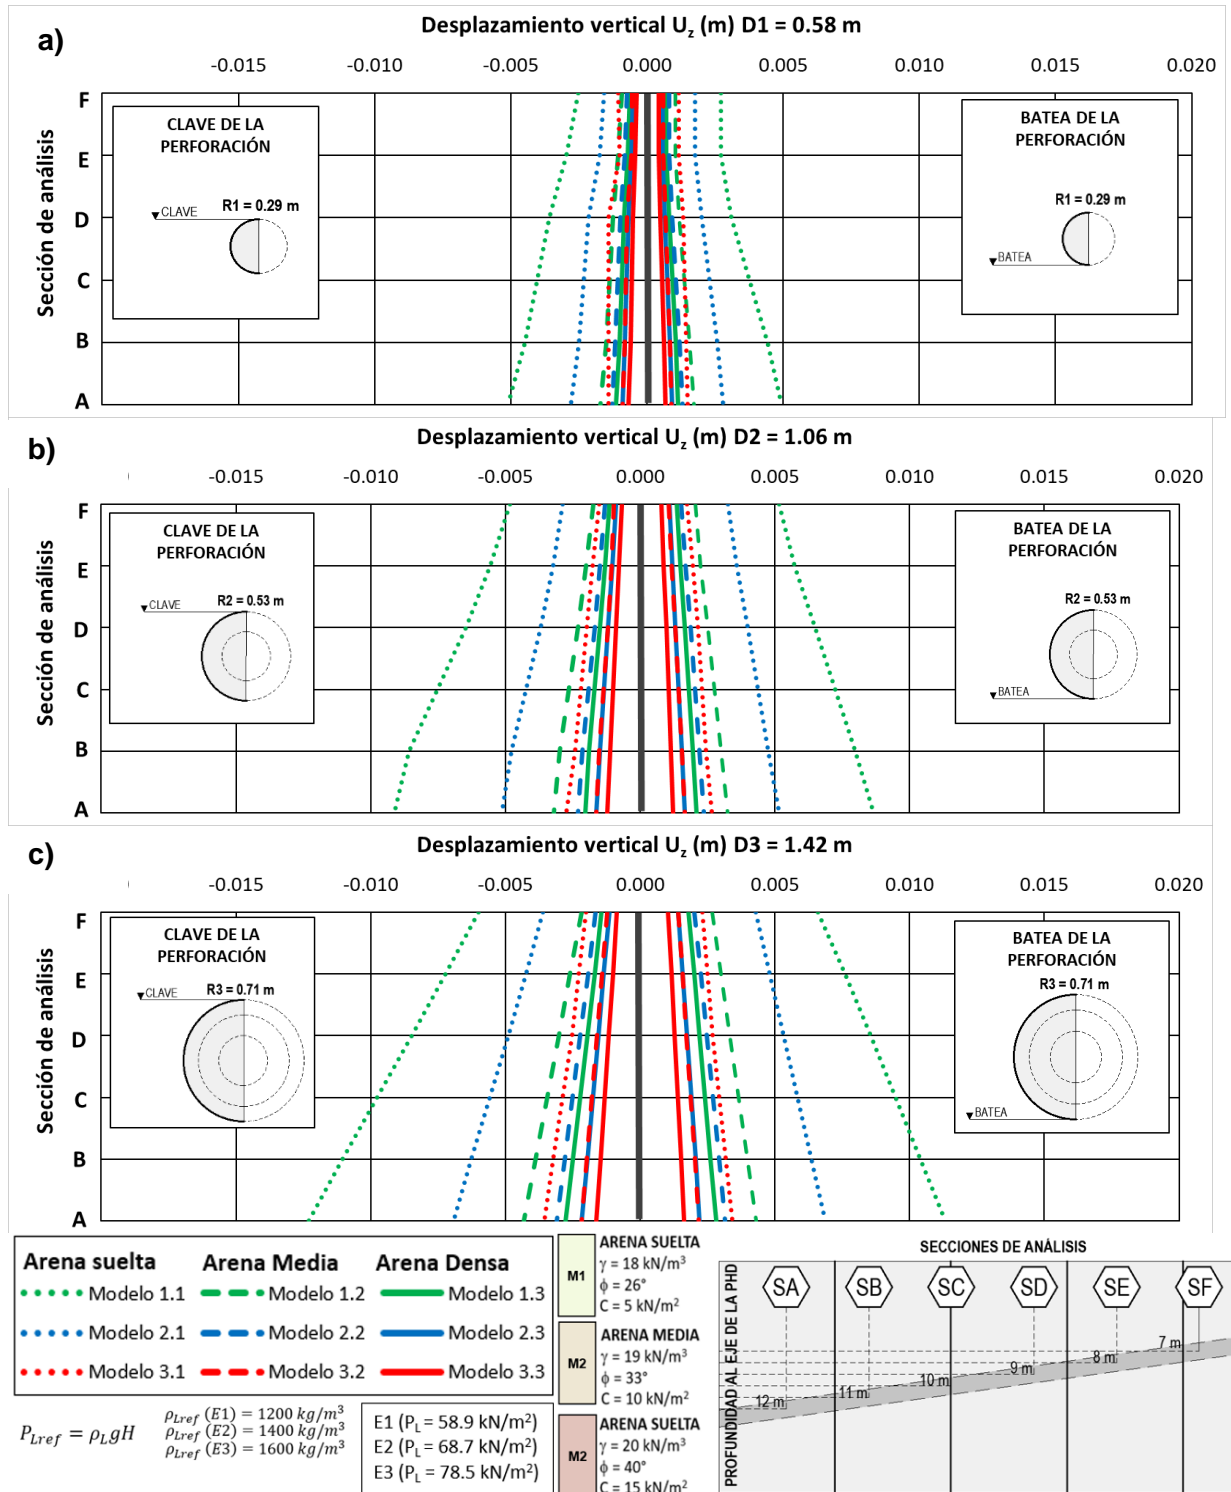 a)
Desplazamiento vertical Uz (m) D1 = 0.58 m
-0.015 -0.010 -0.005 0.000 0.005 0.010 0.015 0.020
Sección de análisis
F
E
D
C
B
A
CLAVE DE LA
PERFORACIÓN
R1 = 0.29 m
CLAVE
BATEA DE LA
PERFORACIÓN
R1 = 0.29 m
BATEA
b)
Desplazamiento vertical Uz (m) D2 = 1.06 m
-0.015 -0.010 -0.005 0.000 0.005 0.010 0.015 0.020
Sección de análisis
F
E
D
C
B
A
CLAVE DE LA
PERFORACIÓN
R2 = 0.53 m
CLAVE
BATEA DE LA
PERFORACIÓN
R2 = 0.53 m
BATEA
c)
Desplazamiento vertical Uz (m) D3 = 1.42 m
-0.015 -0.010 -0.005 0.000 0.005 0.010 0.015 0.020
Sección de análisis
F
E
D
C
B
A
CLAVE DE LA
PERFORACIÓN
R3 = 0.71 m
CLAVE
BATEA DE LA
PERFORACIÓN
R3 = 0.71 m
BATEA
Arena suelta Arena Media Arena Densa
Modelo 1.1 Modelo 1.2 Modelo 1.3
Modelo 2.1 Modelo 2.2 Modelo 2.3
Modelo 3.1 Modelo 3.2 Modelo 3.3
P_Lref = ρ_L gH
ρ_Lref (E1) = 1200 kg/m³
ρ_Lref (E2) = 1400 kg/m³
ρ_Lref (E3) = 1600 kg/m³
E1 (P_L = 58.9 kN/m²)
E2 (P_L = 68.7 kN/m²)
E3 (P_L = 78.5 kN/m²)
M1
ARENA SUELTA
γ = 18 kN/m³
ϕ = 26°
C = 5 kN/m²
M2
ARENA MEDIA
γ = 19 kN/m³
ϕ = 33°
C = 10 kN/m²
M2
ARENA SUELTA
γ = 20 kN/m³
ϕ = 40°
C = 15 kN/m²
SECCIONES DE ANÁLISIS
PROFUNDIDAD AL EJE DE LA PHD
SA SB SC SD SE SF
12 m 11 m 10 m 9 m 8 m 7 m